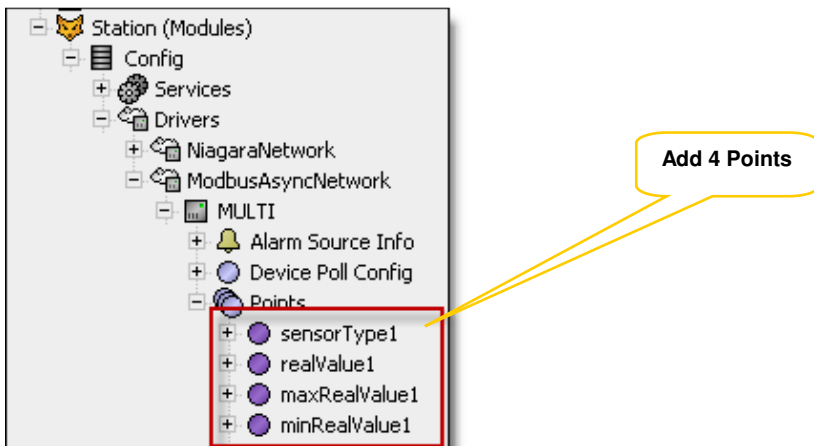 Station (Modules)
Config
Services
Drivers
NiagaraNetwork
ModbusAsyncNetwork
MULTI
Alarm Source Info
Device Poll Config
Points
sensorType1
realValue1
maxRealValue1
minRealValue1
Add 4 Points